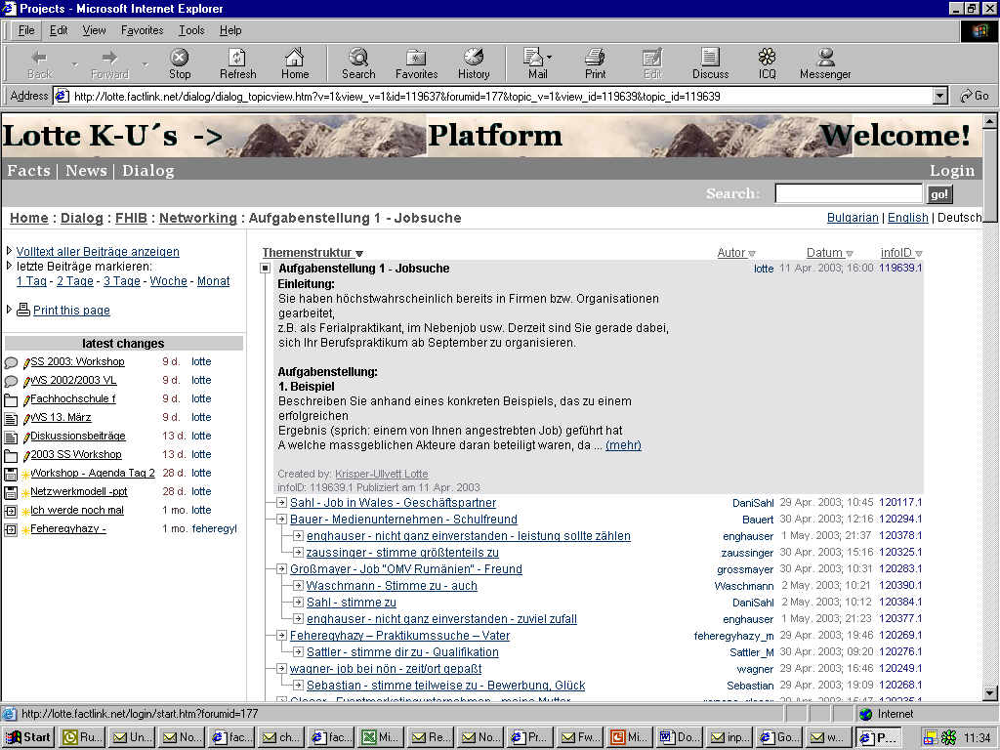 Projects - Microsoft Internet Explorer
File Edit View Favorites Tools Help
Back Forward Stop Refresh Home Search Favorites History Mail Print Edit Discuss ICQ Messenger
Address http://lotte.factlink.net/dialog/dialog_topicview.htm?v=1&view_v=1&id=119637&forumid=177&topic_v=1&view_id=119639&topic_id=119639 Go
Lotte K-U´s -> Platform Welcome!
Facts | News | Dialog Login
Search: go!
Home : Dialog : FHIB : Networking : Aufgabenstellung 1 - Jobsuche Bulgarian | English | Deutsch
Volltext aller Beiträge anzeigen
letzte Beiträge markieren:
1 Tag - 2 Tage - 3 Tage - Woche - Monat
Print this page
latest changes
SS 2003: Workshop 9 d. lotte
WS 2002/2003 VL 9 d. lotte
Fachhochschule f 9 d. lotte
WS 13. März 9 d. lotte
Diskussionsbeiträge 13 d. lotte
2003 SS Workshop 13 d. lotte
Workshop - Agenda Tag 2 28 d. lotte
Netzwerkmodell -ppt 28 d. lotte
Ich werde noch mal 1 mo. lotte
Feheregyhazy - 1 mo. feheregyl
Themenstruktur Autor Datum infoID
Aufgabenstellung 1 - Jobsuche lotte 11 Apr. 2003; 16:00 119639.1
Einleitung:
Sie haben höchstwahrscheinlich bereits in Firmen bzw. Organisationen
gearbeitet,
z.B. als Ferialpraktikant, im Nebenjob usw. Derzeit sind Sie gerade dabei,
sich Ihr Berufspraktikum ab September zu organisieren.
Aufgabenstellung:
1. Beispiel
Beschreiben Sie anhand eines konkreten Beispiels, das zu einem
erfolgreichen
Ergebnis (sprich: einem von Ihnen angestrebten Job) geführt hat
A welche massgeblichen Akteure daran beteiligt waren, da ... (mehr)
Created by: Krisper-Ullyett Lotte
infoID: 119639.1 Publiziert am 11 Apr. 2003
Sahl - Job in Wales - Geschäftspartner DaniSahl 29 Apr. 2003; 10:45 120117.1
Bauer - Medienunternehmen - Schulfreund Bauert 30 Apr. 2003; 12:16 120294.1
enghauser - nicht ganz einverstanden - leistung sollte zählen enghauser 1 May. 2003; 21:37 120378.1
zaussinger - stimme größtenteils zu zaussinger 30 Apr. 2003; 15:16 120325.1
Großmayer - Job "OMV Rumänien" - Freund grossmayer 30 Apr. 2003; 10:31 120283.1
Waschmann - Stimme zu - auch Waschmann 2 May. 2003; 10:21 120390.1
Sahl - stimme zu DaniSahl 2 May. 2003; 10:12 120384.1
enghauser - nicht ganz einverstanden - zuviel zufall enghauser 1 May. 2003; 21:23 120377.1
Feheregyhazy – Praktikumssuche – Vater feheregyhazy_m 29 Apr. 2003; 19:46 120269.1
Sattler - stimme dir zu - Qualifikation Sattler_M 30 Apr. 2003; 09:20 120276.1
wagner- job bei nön - zeit/ort gepaßt wagner 29 Apr. 2003; 16:46 120249.1
Sebastian - stimme teilweise zu - Bewerbung, Glück Sebastian 29 Apr. 2003; 19:09 120268.1
http://lotte.factlink.net/login/start.htm?forumid=177 Internet
Start Ru... Un... No... fac... ch... fac... Mi... Re... No... Pr... Fw... Mi... Do... inp... Go... w... P... 11:34